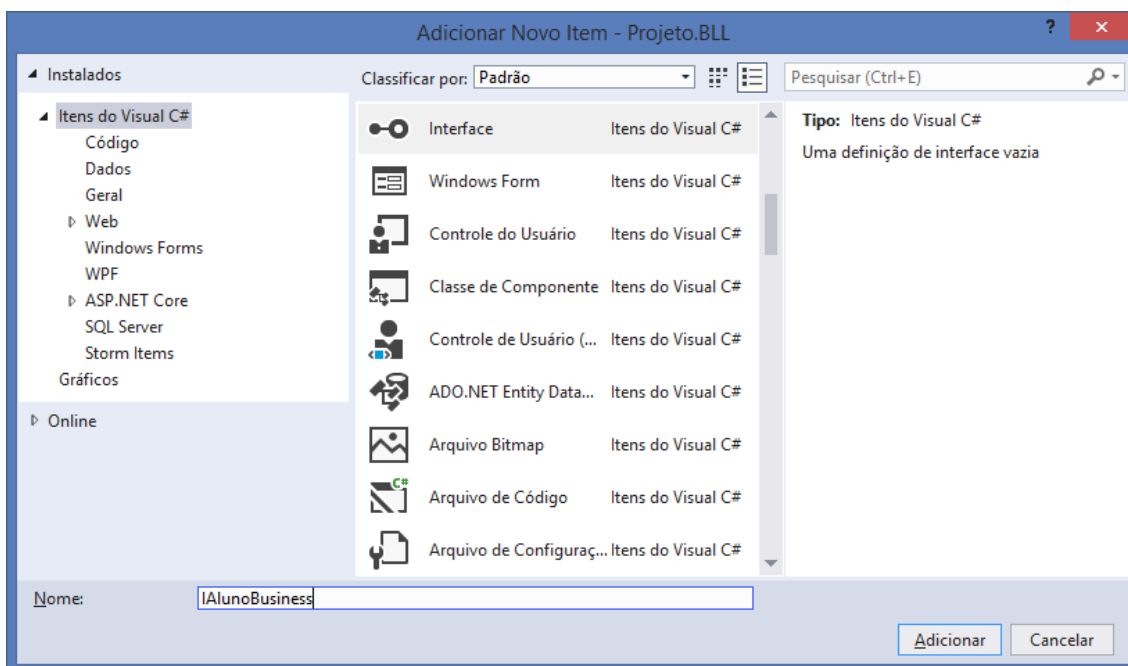 Adicionar Novo Item - Projeto.BLL
?
Instalados
Classificar por: Padrão
Pesquisar (Ctrl+E)
Itens do Visual C#
Código
Dados
Geral
Web
Windows Forms
WPF
ASP.NET Core
SQL Server
Storm Items
Gráficos
Online
Interface Itens do Visual C#
Windows Form Itens do Visual C#
Controle do Usuário Itens do Visual C#
Classe de Componente Itens do Visual C#
Controle de Usuário (... Itens do Visual C#
ADO.NET Entity Data... Itens do Visual C#
Arquivo Bitmap Itens do Visual C#
C#
Arquivo de Código Itens do Visual C#
Arquivo de Configuraç... Itens do Visual C#
Tipo: Itens do Visual C#
Uma definição de interface vazia
Nome: IAlunoBusiness
Adicionar Cancelar